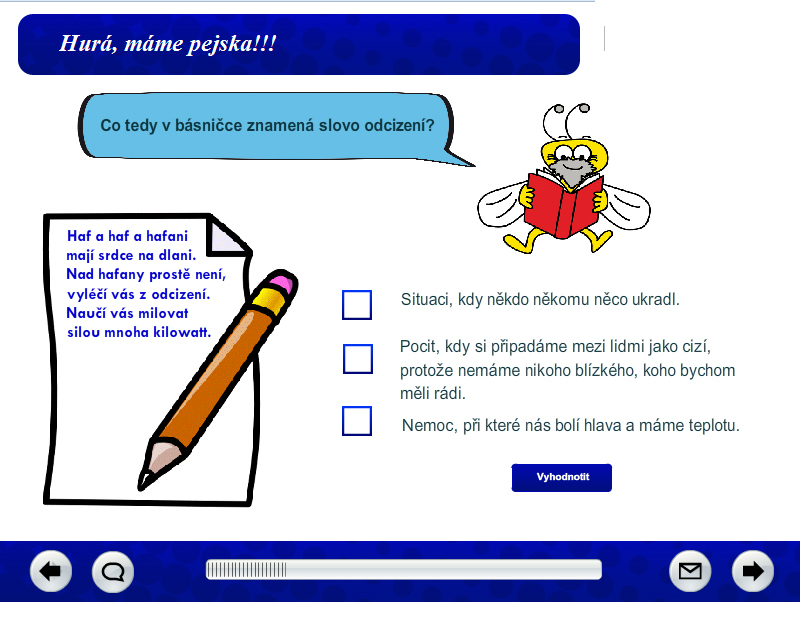 Hurá, máme pejska!!!
Co tedy v básničce znamená slovo odcizení?
Haf a haf a hafani
mají srdce na dlani.
Nad hafany prostě není,
vyléčí vás z odcizení.
Naučí vás milovat
silou mnoha kilowatt.
Situaci, kdy někdo někomu něco ukradl.
Pocit, kdy si připadáme mezi lidmi jako cizí,
protože nemáme nikoho blízkého, koho bychom
měli rádi.
Nemoc, při které nás bolí hlava a máme teplotu.
Vyhodnotit